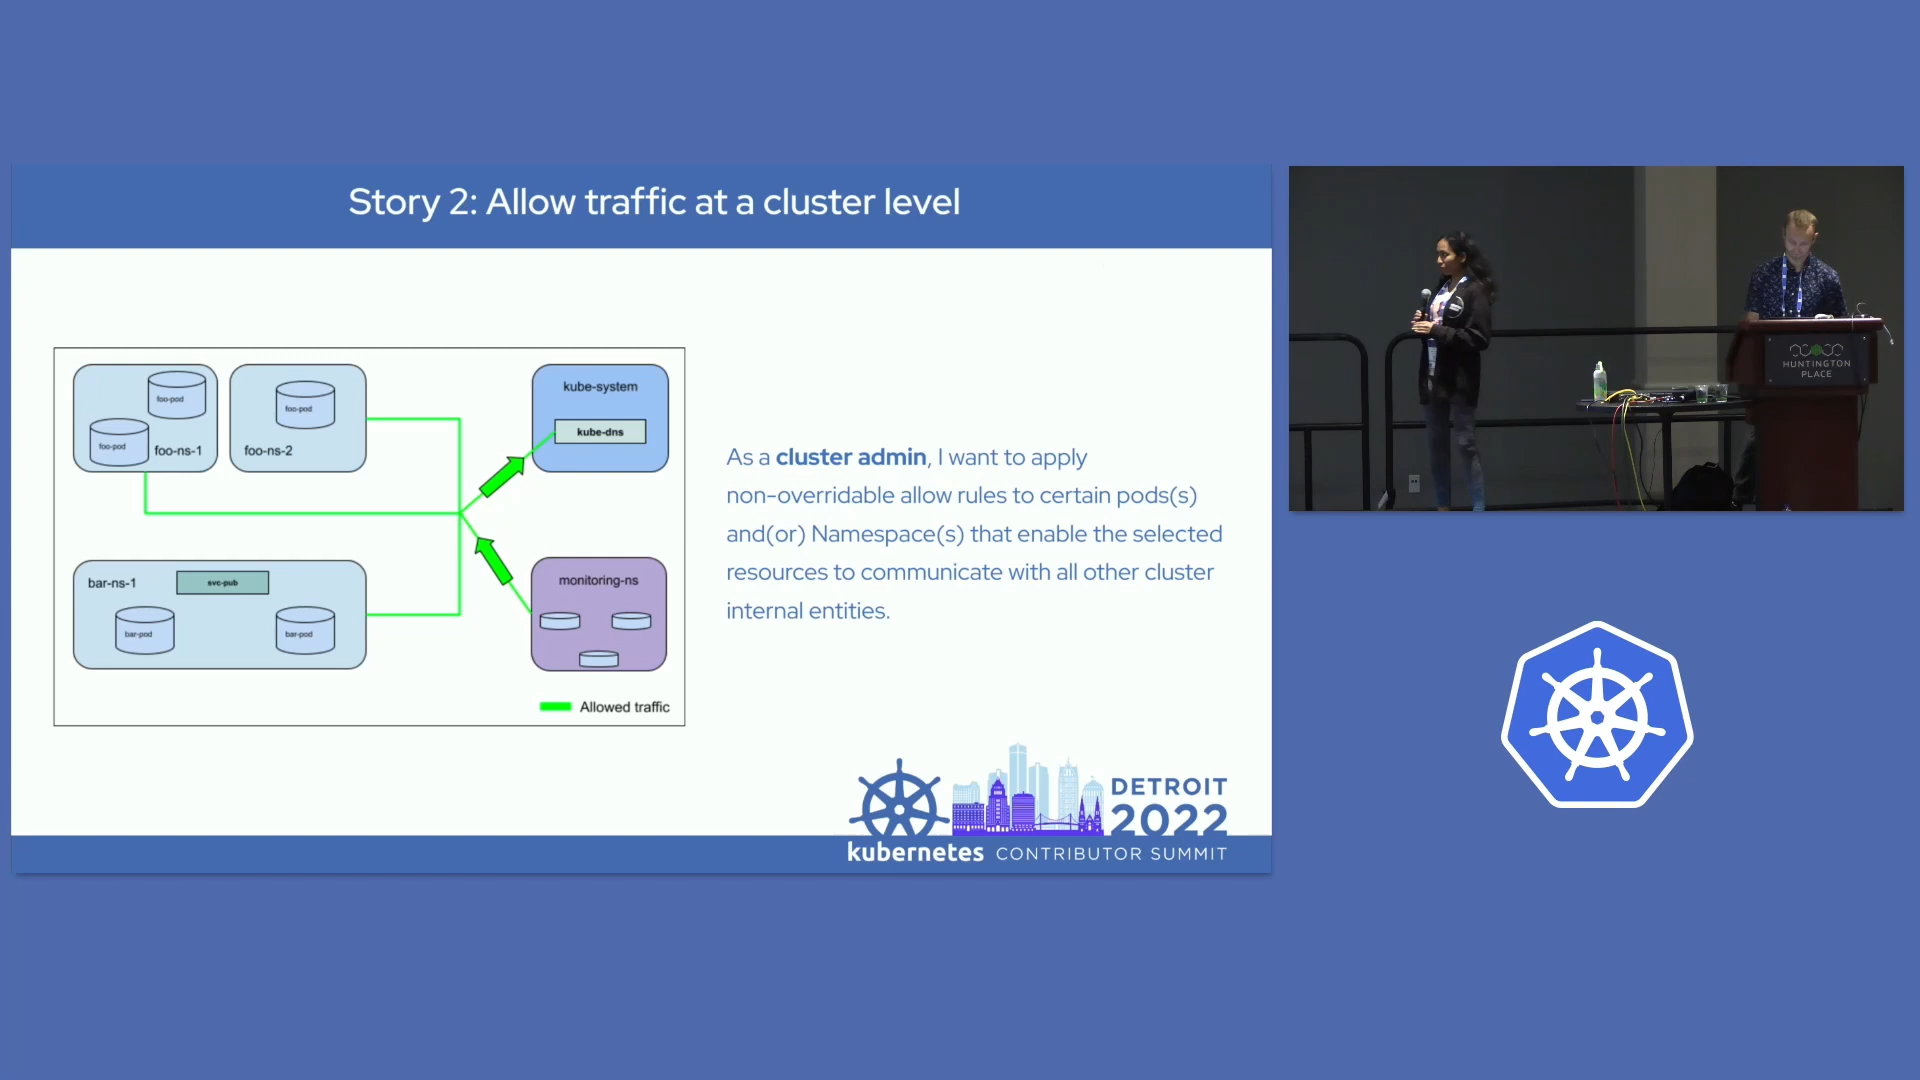 Story 2: Allow traffic at a cluster level
foo-pod
foo-pod
foo-ns-1
foo-pod
foo-ns-2
kube-system
kube-dns
bar-ns-1
svc-pub
bar-pod
bar-pod
monitoring-ns
Allowed traffic
As a cluster admin, I want to apply
non-overridable allow rules to certain pods(s)
and(or) Namespace(s) that enable the selected
resources to communicate with all other cluster
internal entities.
DETROIT
2022
kubernetes CONTRIBUTOR SUMMIT
HUNTINGTON
PLACE